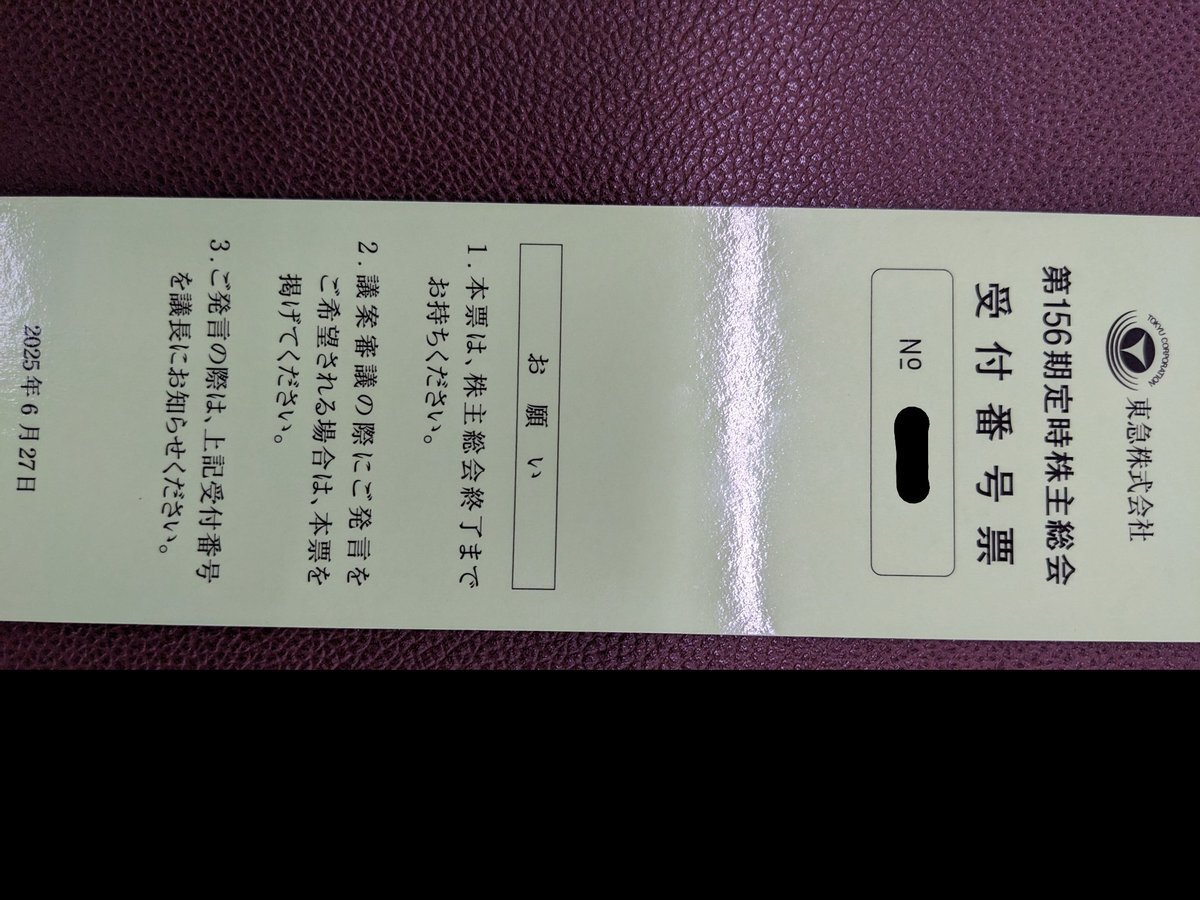 TOKYU CORPORATION
東急株式会社
第156期定時株主総会
受付番号票
№
お願い
1.本票は、株主総会終了まで
お持ちください。
2.議案審議の際にご発言を
ご希望される場合は、本票を
掲げてください。
3.ご発言の際は、上記受付番号
を議長にお知らせください。
2025年6月27日